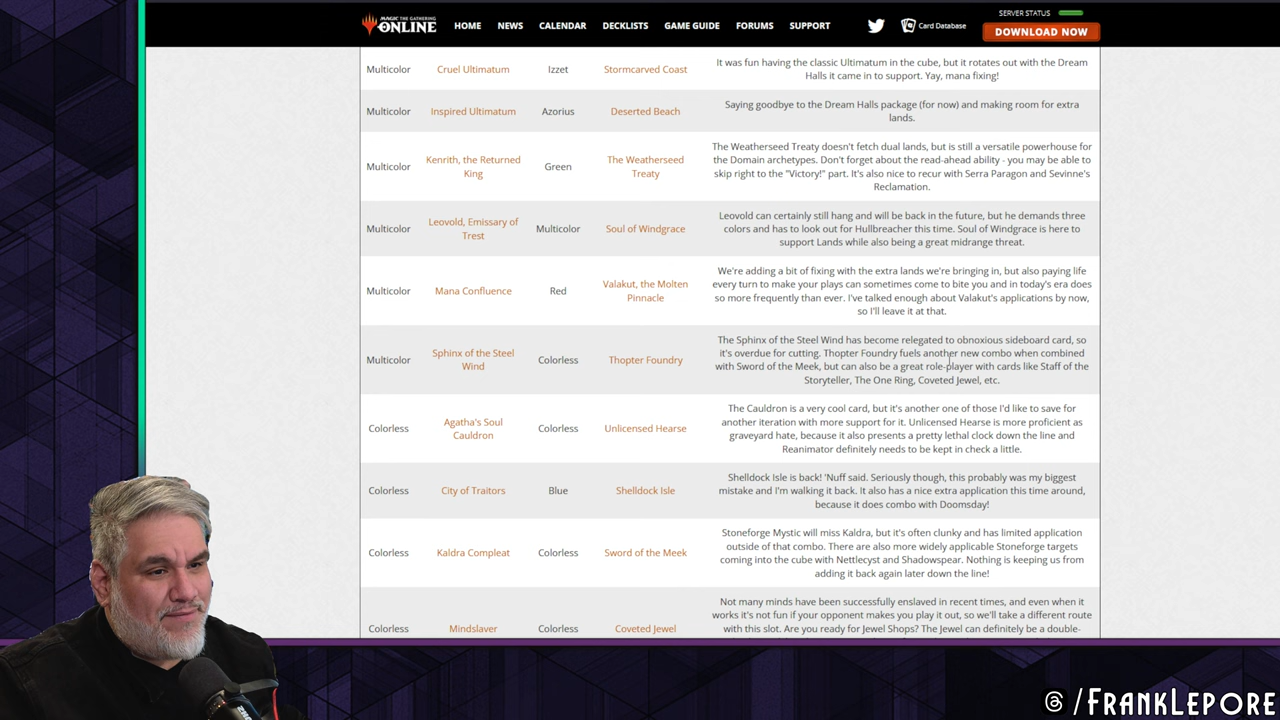 MAGIC THE GATHERING
ONLINE
HOME
NEWS
CALENDAR
DECKLISTS
GAME GUIDE
FORUMS
SUPPORT
Card Database
SERVER STATUS
DOWNLOAD NOW
Multicolor
Cruel Ultimatum
Izzet
Stormcarved Coast
It was fun having the classic Ultimatum in the cube, but it rotates out with the Dream
Halls it came in to support. Yay, mana fixing!
Multicolor
Inspired Ultimatum
Azorius
Deserted Beach
Saying goodbye to the Dream Halls package (for now) and making room for extra
lands.
Multicolor
Kenrith, the Returned
King
Green
The Weatherseed
Treaty
The Weatherseed Treaty doesn't fetch dual lands, but is still a versatile powerhouse for
the Domain archetypes. Don't forget about the read-ahead ability - you may be able to
skip right to the "Victory!" part. It's also nice to recur with Serra Paragon and Sevinne's
Reclamation.
Multicolor
Leovold, Emissary of
Trest
Multicolor
Soul of Windgrace
Leovold can certainly still hang and will be back in the future, but he demands three
colors and has to look out for Hullbreacher this time. Soul of Windgrace is here to
support Lands while also being a great midrange threat.
Multicolor
Mana Confluence
Red
Valakut, the Molten
Pinnacle
We're adding a bit of fixing with the extra lands we're bringing in, but also paying life
every turn to make your plays can sometimes come to bite you and in today's era does
so more frequently than ever. I've talked enough about Valakut's applications by now,
so I'll leave it at that.
Multicolor
Sphinx of the Steel
Wind
Colorless
Thopter Foundry
The Sphinx of the Steel Wind has become relegated to obnoxious sideboard card, so
it's overdue for cutting. Thopter Foundry fuels another new combo when combined
with Sword of the Meek, but can also be a great role-player with cards like Staff of the
Storyteller, The One Ring, Coveted Jewel, etc.
Colorless
Agatha's Soul
Cauldron
Colorless
Unlicensed Hearse
The Cauldron is a very cool card, but it's another one of those I'd like to save for
another iteration with more support for it. Unlicensed Hearse is more proficient as
graveyard hate, because it also presents a pretty lethal clock down the line and
Reanimator definitely needs to be kept in check a little.
Colorless
City of Traitors
Blue
Shelldock Isle
Shelldock Isle is back! 'Nuff said. Seriously though, this probably was my biggest
mistake and I'm walking it back. It also has a nice extra application this time around,
because it does combo with Doomsday!
Colorless
Kaldra Compleat
Colorless
Sword of the Meek
Stoneforge Mystic will miss Kaldra, but it's often clunky and has limited application
outside of that combo. There are also more widely applicable Stoneforge targets
coming into the cube with Nettlecyst and Shadowspear. Nothing is keeping us from
adding it back again later down the line!
Colorless
Mindslaver
Colorless
Coveted Jewel
Not many minds have been successfully enslaved in recent times, and even when it
works it's not fun if your opponent makes you play it out, so we'll take a different route
with this slot. Are you ready for Jewel Shops? The Jewel can definitely be a double-
@/FRANKLEPORE